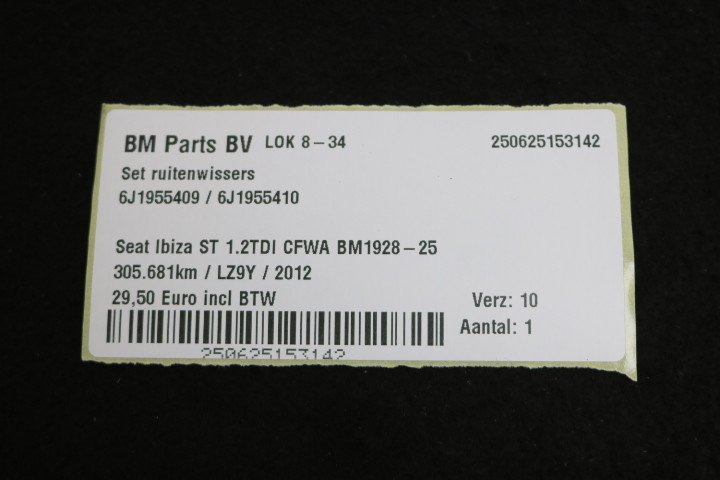 BM Parts BV LOK 8-34 250625153142
Set ruitenwissers
6J1955409 / 6J1955410
Seat Ibiza ST 1.2TDI CFWA BM1928-25
305.681km / LZ9Y / 2012
29,50 Euro incl BTW Verz: 10
Aantal: 1
250625153142